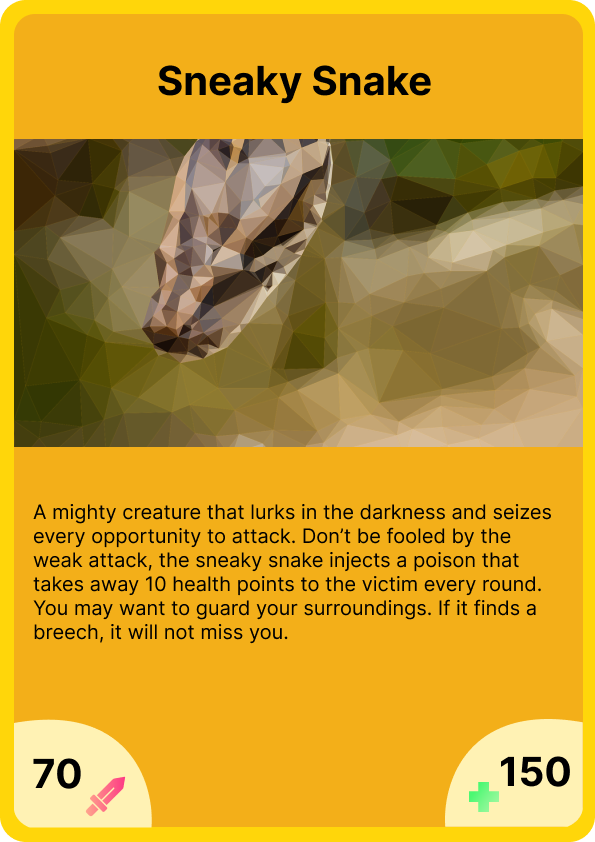 Sneaky Snake
A mighty creature that lurks in the darkness and seizes
every opportunity to attack. Don’t be fooled by the
weak attack, the sneaky snake injects a poison that
takes away 10 health points to the victim every round.
You may want to guard your surroundings. If it finds a
breech, it will not miss you.
70
150